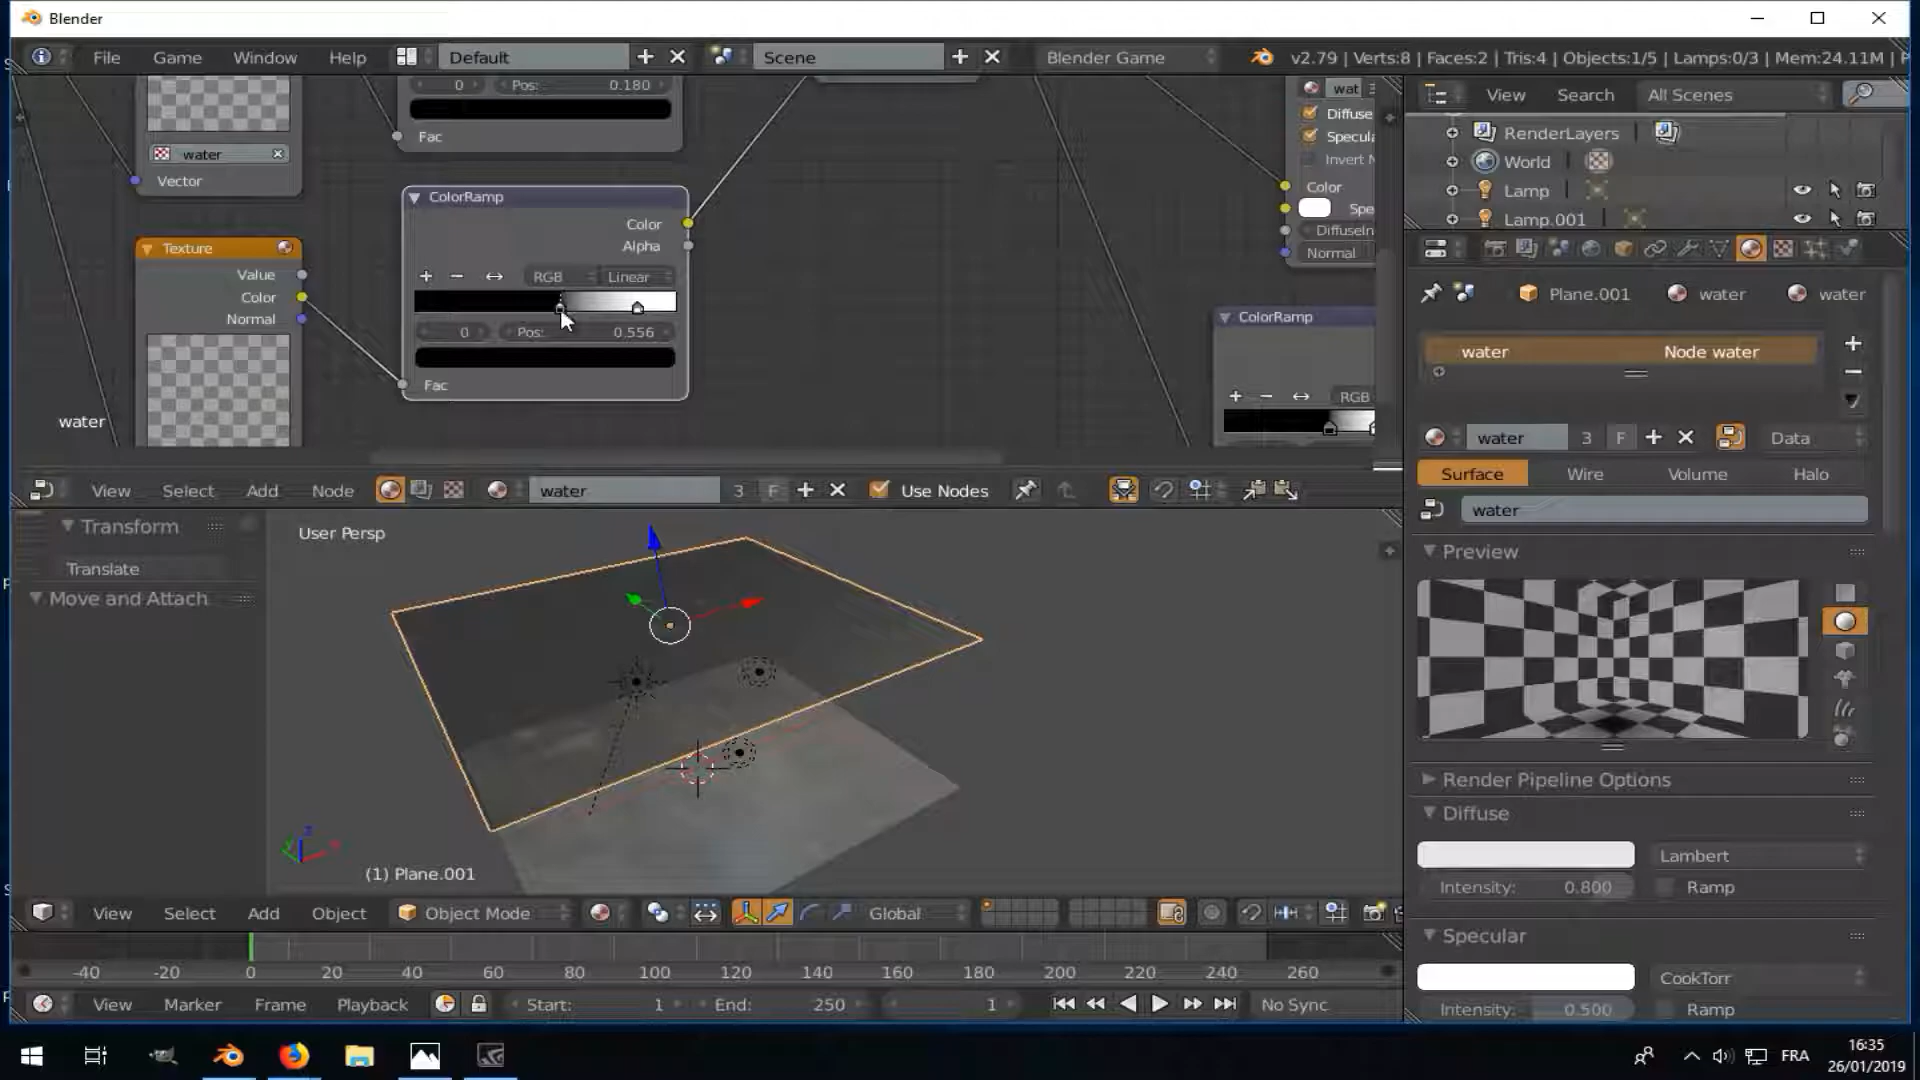 Blender
File Game Window Help Default Scene Blender Game v2.79 | Verts:8 | Faces:2 | Tris:4 | Objects:1/5 | Lamps:0/3 | Mem:24.11M |
0 Pos: 0.180
Fac
water
Vector
ColorRamp
Color
Alpha
RGB Linear
0 Pos: 0.556
Fac
Texture
Value
Color
Normal
water
wat
Diffuse
Specula
Invert
Color
Spe
DiffuseIn
Normal
ColorRamp
RGB
View Select Add Node water 3 F Use Nodes
Transform
Translate
Move and Attach
User Persp
(1) Plane.001
View Select Add Object Object Mode Global
-40 -20 0 20 40 60 80 100 120 140 160 180 200 220 240 260
View Marker Frame Playback Start: 1 End: 250 1 No Sync
View Search All Scenes
RenderLayers
World
Lamp
Lamp.001
Plane.001 water water
water Node water
water 3 F Data
Surface Wire Volume Halo
water
Preview
Render Pipeline Options
Diffuse
Lambert
Intensity: 0.800 Ramp
Specular
CookTorr
Intensity: 0.500 Ramp
FRA
16:35
26/01/2019